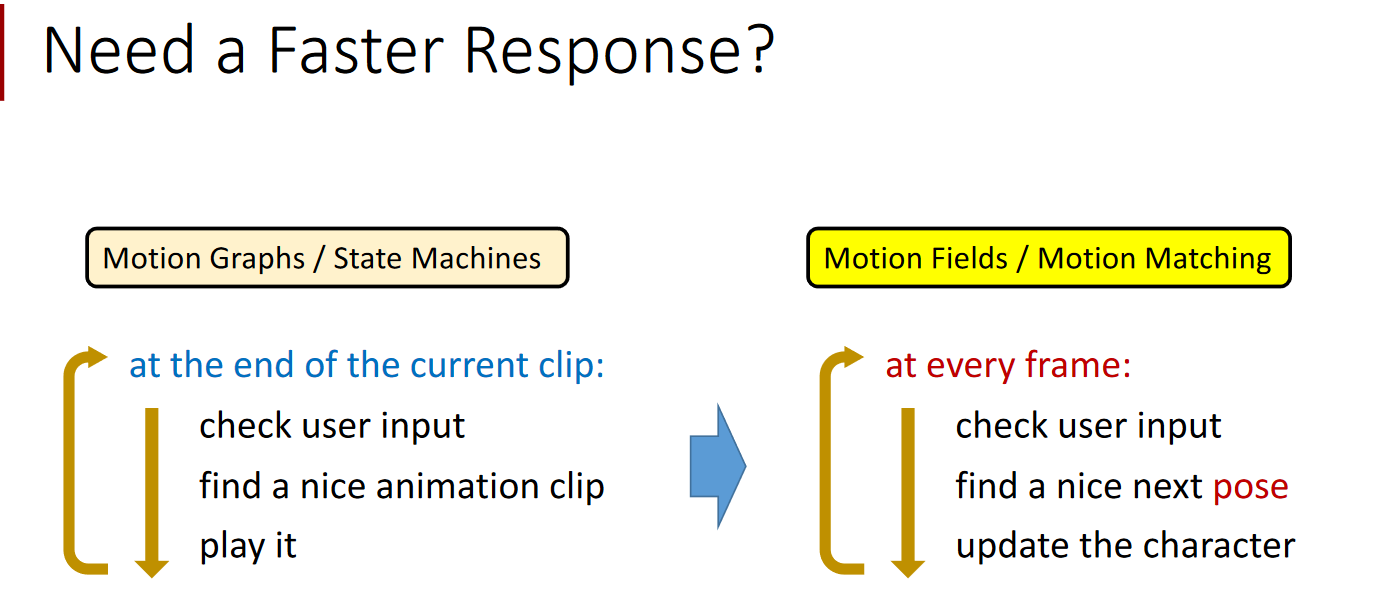 Need a Faster Response?
Motion Graphs / State Machines
at the end of the current clip:
check user input
find a nice animation clip
play it
Motion Fields / Motion Matching
at every frame:
check user input
find a nice next pose
update the character